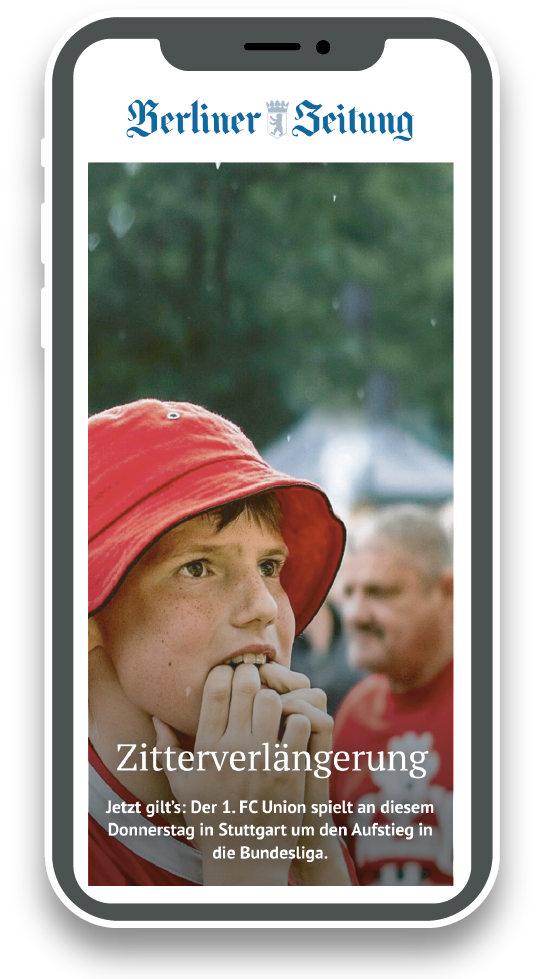 Berliner Zeitung
Zitterverlängerung
Jetzt gilt's: Der 1. FC Union spielt an diesem
Donnerstag in Stuttgart um den Aufstieg in
die Bundesliga.